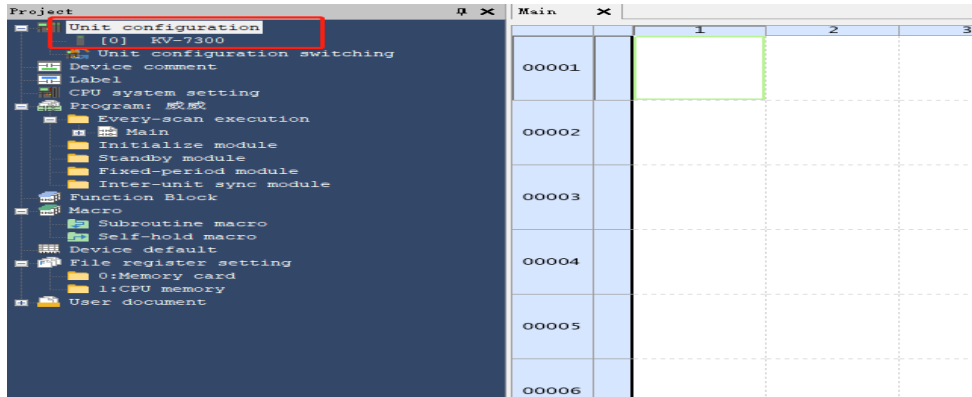 Project
Unit configuration
[0] KV-7300
Unit configuration switching
Device comment
Label
CPU system setting
Program: 威威
Every-scan execution
Main
Initialize module
Standby module
Fixed-period module
Inter-unit sync module
Function Block
Macro
Subroutine macro
Self-hold macro
Device default
File register setting
0:Memory card
1:CPU memory
User document
Main
1 2 3
00001
00002
00003
00004
00005
00006